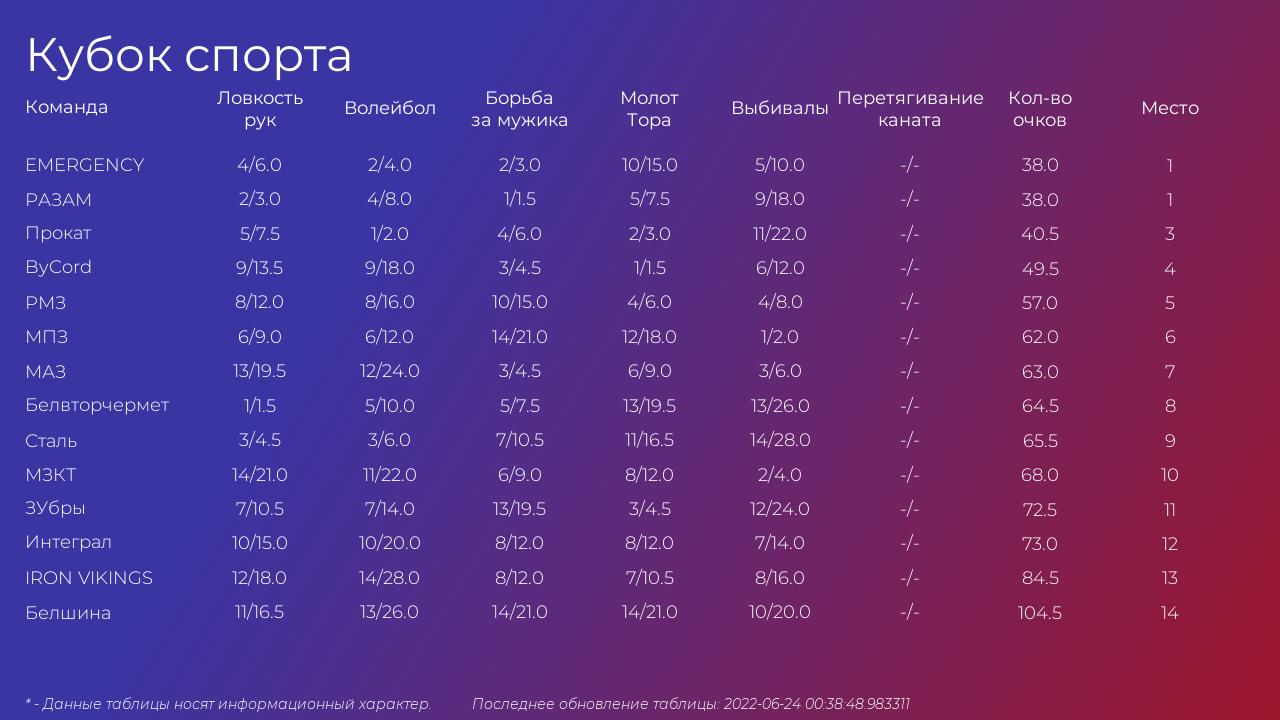 Кубок спорта
Команда Ловкость рук Волейбол Борьба за мужика Молот Тора Выбивалы Перетягивание каната Кол-во очков Место
EMERGENCY 4/6.0 2/4.0 2/3.0 10/15.0 5/10.0 -/- 38.0 1
РАЗАМ 2/3.0 4/8.0 1/1.5 5/7.5 9/18.0 -/- 38.0 1
Прокат 5/7.5 1/2.0 4/6.0 2/3.0 11/22.0 -/- 40.5 3
ByCord 9/13.5 9/18.0 3/4.5 1/1.5 6/12.0 -/- 49.5 4
РМЗ 8/12.0 8/16.0 10/15.0 4/6.0 4/8.0 -/- 57.0 5
МПЗ 6/9.0 6/12.0 14/21.0 12/18.0 1/2.0 -/- 62.0 6
МАЗ 13/19.5 12/24.0 3/4.5 6/9.0 3/6.0 -/- 63.0 7
Белвторчермет 1/1.5 5/10.0 5/7.5 13/19.5 13/26.0 -/- 64.5 8
Сталь 3/4.5 3/6.0 7/10.5 11/16.5 14/28.0 -/- 65.5 9
МЗКТ 14/21.0 11/22.0 6/9.0 8/12.0 2/4.0 -/- 68.0 10
ЗУбры 7/10.5 7/14.0 13/19.5 3/4.5 12/24.0 -/- 72.5 11
Интеграл 10/15.0 10/20.0 8/12.0 8/12.0 7/14.0 -/- 73.0 12
IRON VIKINGS 12/18.0 14/28.0 8/12.0 7/10.5 8/16.0 -/- 84.5 13
Белшина 11/16.5 13/26.0 14/21.0 14/21.0 10/20.0 -/- 104.5 14
* - Данные таблицы носят информационный характер. Последнее обновление таблицы: 2022-06-24 00:38:48.983311